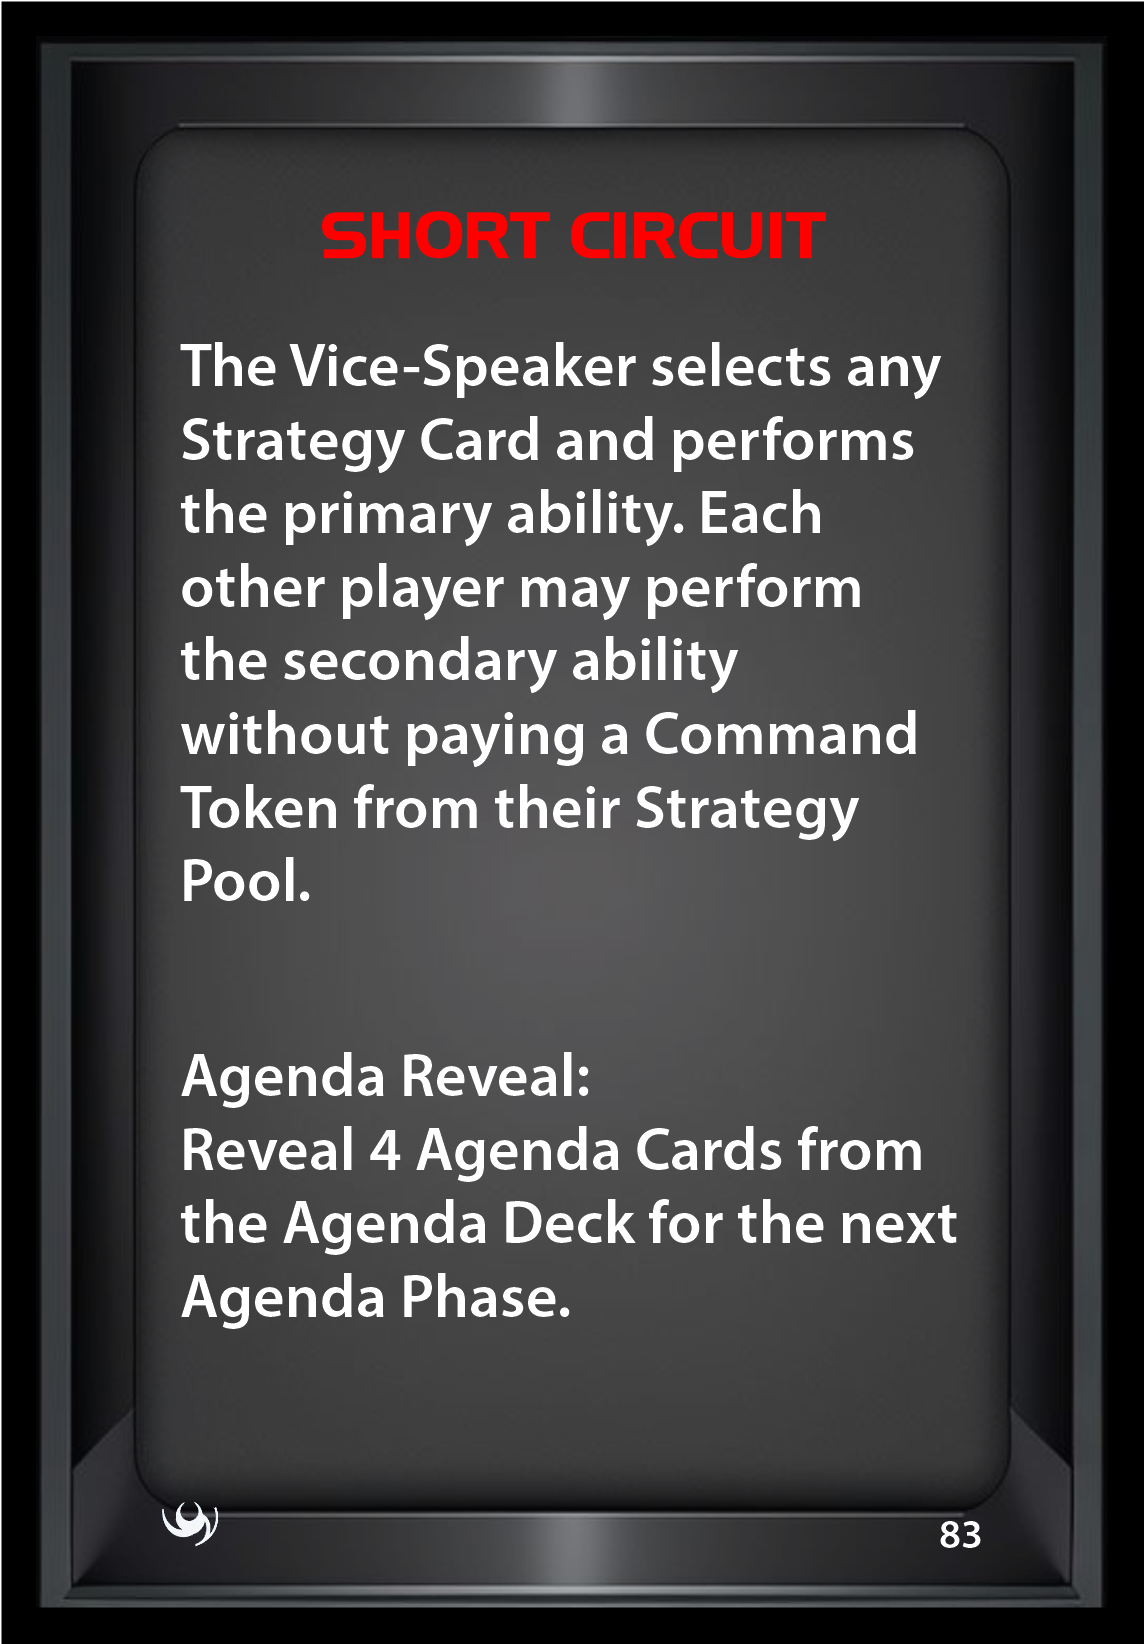 SHORT CIRCUIT
The Vice-Speaker selects any
Strategy Card and performs
the primary ability. Each
other player may perform
the secondary ability
without paying a Command
Token from their Strategy
Pool.
Agenda Reveal:
Reveal 4 Agenda Cards from
the Agenda Deck for the next
Agenda Phase.
83